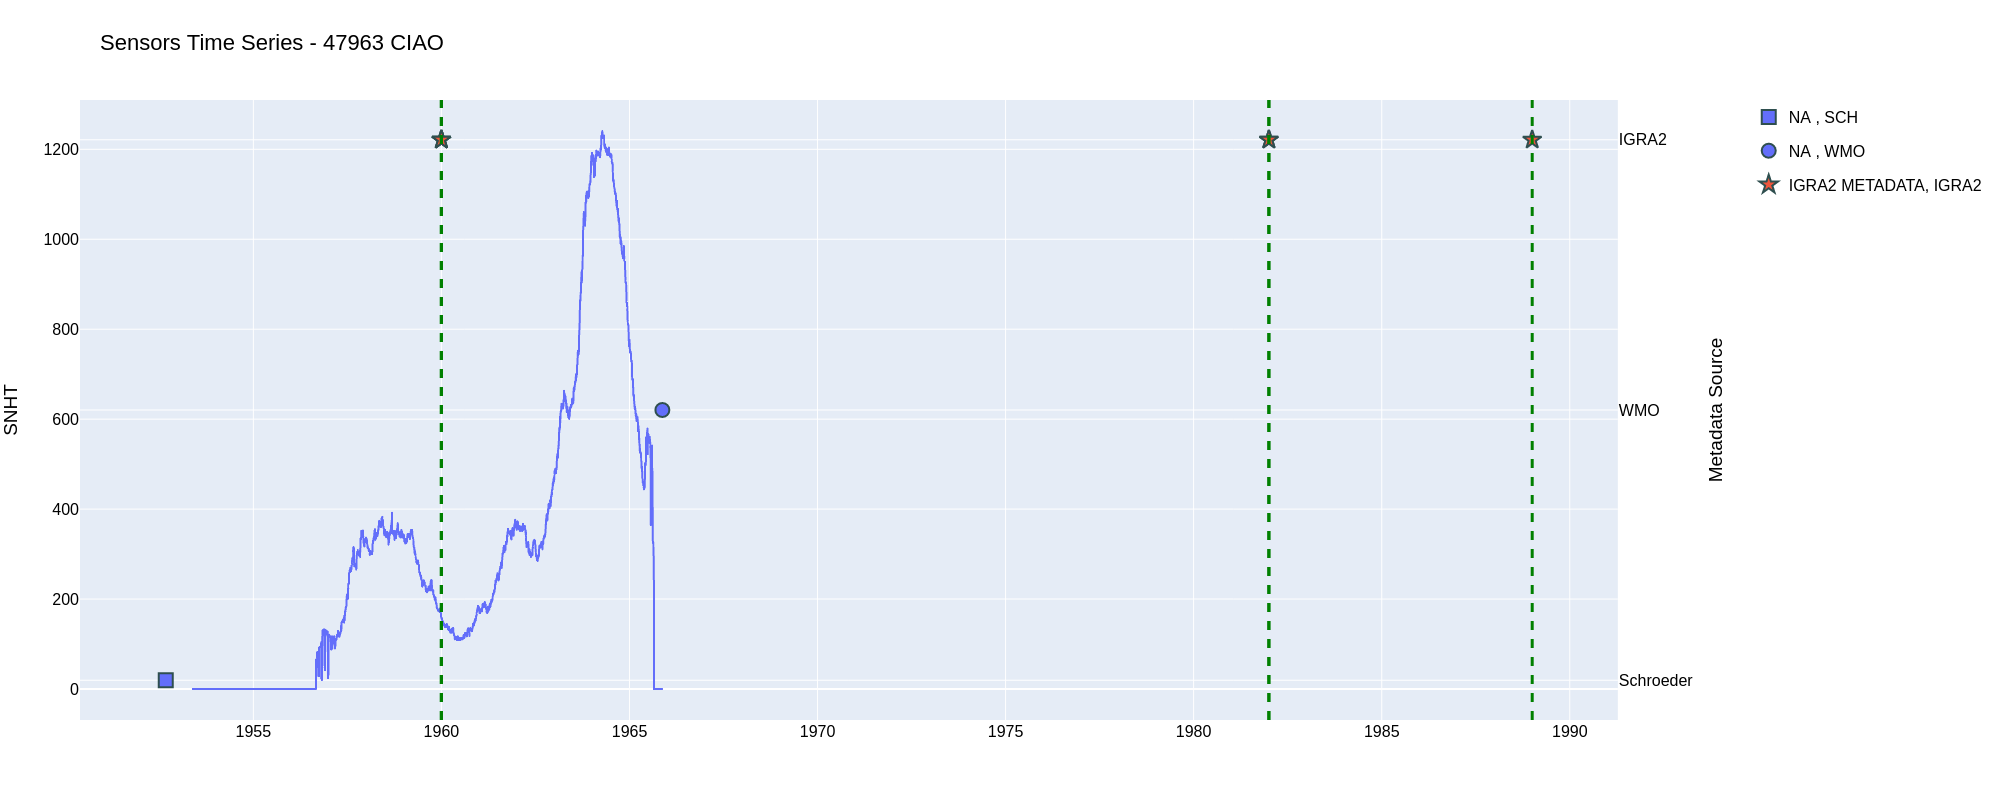 Sensors Time Series - 47963 CIAO
NA , SCH
NA , WMO
IGRA2 METADATA, IGRA2
SNHT
1200
1000
800
600
400
200
0
IGRA2
WMO
Schroeder
Metadata Source
1955 1960 1965 1970 1975 1980 1985 1990